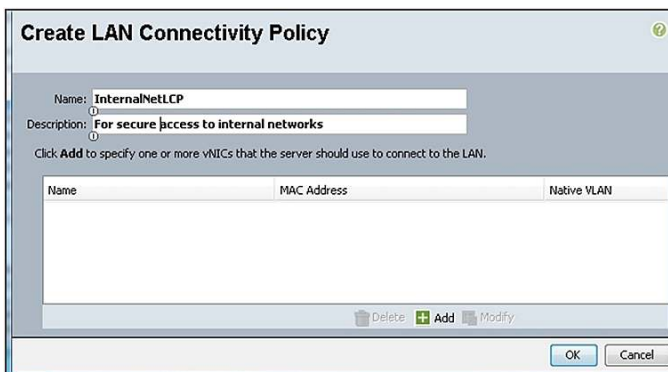 Create LAN Connectivity Policy
Name: InternalNetLCP
Description: For secure access to internal networks
Click Add to specify one or more vNICs that the server should use to connect to the LAN.
Name MAC Address Native VLAN
Delete Add Modify
OK Cancel